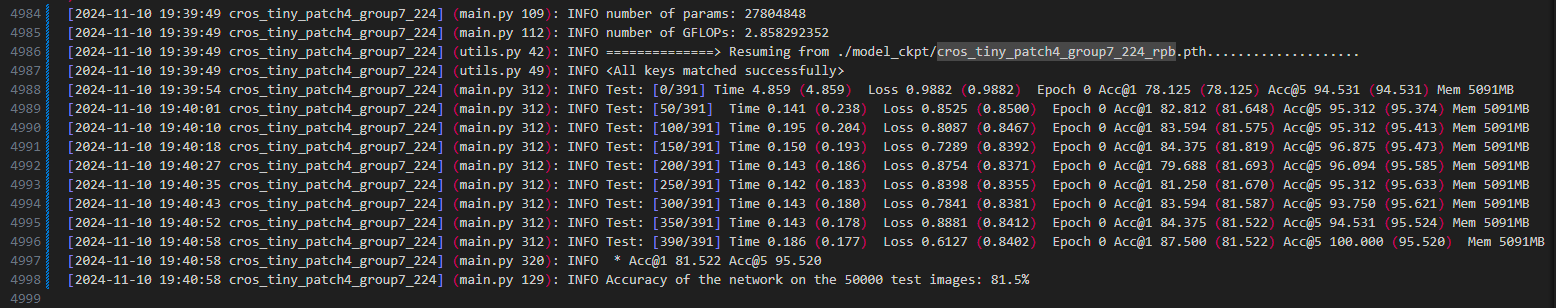 4984 [2024-11-10 19:39:49 cros_tiny_patch4_group7_224] (main.py 109): INFO number of params: 27804848
4985 [2024-11-10 19:39:49 cros_tiny_patch4_group7_224] (main.py 112): INFO number of GFLOPs: 2.858292352
4986 [2024-11-10 19:39:49 cros_tiny_patch4_group7_224] (utils.py 42): INFO ==============> Resuming from ./model_ckpt/cros_tiny_patch4_group7_224_rpb.pth....................
4987 [2024-11-10 19:39:49 cros_tiny_patch4_group7_224] (utils.py 49): INFO <All keys matched successfully>
4988 [2024-11-10 19:39:54 cros_tiny_patch4_group7_224] (main.py 312): INFO Test: [0/391] Time 4.859 (4.859) Loss 0.9882 (0.9882) Epoch 0 Acc@1 78.125 (78.125) Acc@5 94.531 (94.531) Mem 5091MB
4989 [2024-11-10 19:40:01 cros_tiny_patch4_group7_224] (main.py 312): INFO Test: [50/391] Time 0.141 (0.238) Loss 0.8525 (0.8500) Epoch 0 Acc@1 82.812 (81.648) Acc@5 95.312 (95.374) Mem 5091MB
4990 [2024-11-10 19:40:10 cros_tiny_patch4_group7_224] (main.py 312): INFO Test: [100/391] Time 0.195 (0.204) Loss 0.8087 (0.8467) Epoch 0 Acc@1 83.594 (81.575) Acc@5 95.312 (95.413) Mem 5091MB
4991 [2024-11-10 19:40:18 cros_tiny_patch4_group7_224] (main.py 312): INFO Test: [150/391] Time 0.150 (0.193) Loss 0.7289 (0.8392) Epoch 0 Acc@1 84.375 (81.819) Acc@5 96.875 (95.473) Mem 5091MB
4992 [2024-11-10 19:40:27 cros_tiny_patch4_group7_224] (main.py 312): INFO Test: [200/391] Time 0.143 (0.186) Loss 0.8754 (0.8371) Epoch 0 Acc@1 79.688 (81.693) Acc@5 96.094 (95.585) Mem 5091MB
4993 [2024-11-10 19:40:35 cros_tiny_patch4_group7_224] (main.py 312): INFO Test: [250/391] Time 0.142 (0.183) Loss 0.8398 (0.8355) Epoch 0 Acc@1 81.250 (81.670) Acc@5 95.312 (95.633) Mem 5091MB
4994 [2024-11-10 19:40:43 cros_tiny_patch4_group7_224] (main.py 312): INFO Test: [300/391] Time 0.143 (0.180) Loss 0.7841 (0.8381) Epoch 0 Acc@1 83.594 (81.587) Acc@5 93.750 (95.621) Mem 5091MB
4995 [2024-11-10 19:40:52 cros_tiny_patch4_group7_224] (main.py 312): INFO Test: [350/391] Time 0.143 (0.178) Loss 0.8881 (0.8412) Epoch 0 Acc@1 84.375 (81.522) Acc@5 94.531 (95.524) Mem 5091MB
4996 [2024-11-10 19:40:58 cros_tiny_patch4_group7_224] (main.py 312): INFO Test: [390/391] Time 0.186 (0.177) Loss 0.6127 (0.8402) Epoch 0 Acc@1 87.500 (81.522) Acc@5 100.000 (95.520) Mem 5091MB
4997 [2024-11-10 19:40:58 cros_tiny_patch4_group7_224] (main.py 320): INFO  * Acc@1 81.522 Acc@5 95.520
4998 [2024-11-10 19:40:58 cros_tiny_patch4_group7_224] (main.py 129): INFO Accuracy of the network on the 50000 test images: 81.5%
4999